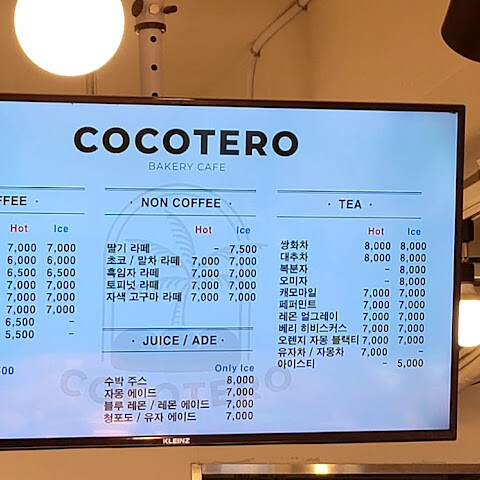 COCOTERO
BAKERY CAFE
FFEE ·
Hot Ice
7,000 7,000
6,000 6,000
6,500 6,500
7,000 7,000
7,000 7,000
7,000 7,000
6,500 -
5,500 -
· NON COFFEE ·
Hot Ice
딸기 라떼 - 7,500
초코 / 말차 라떼 7,000 7,000
흑임자 라떼 7,000 7,000
토피넛 라떼 7,000 7,000
자색 고구마 라떼 7,000 7,000
· JUICE / ADE ·
Only Ice
수박 주스 8,000
자몽 에이드 7,000
블루 레몬 / 레몬 에이드 7,000
청포도 / 유자 에이드 7,000
· TEA ·
Hot Ice
쌍화차 8,000 8,000
대추차 8,000 8,000
복분자 - 8,000
오미자 - 8,000
캐모마일 7,000 7,000
페퍼민트 7,000 7,000
레몬 얼그레이 7,000 7,000
베리 히비스커스 7,000 7,000
오렌지 자몽 블랙티 7,000 7,000
유자차 / 자몽차 7,000 -
아이스티 - 5,000
COCOTERO
KLEINZ